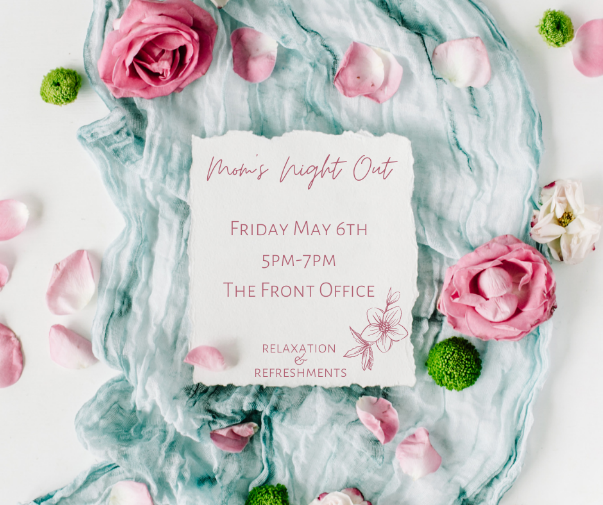 Mom's Night Out
Friday May 6th
5pm-7pm
The Front Office
RELAXATION
&
REFRESHMENTS